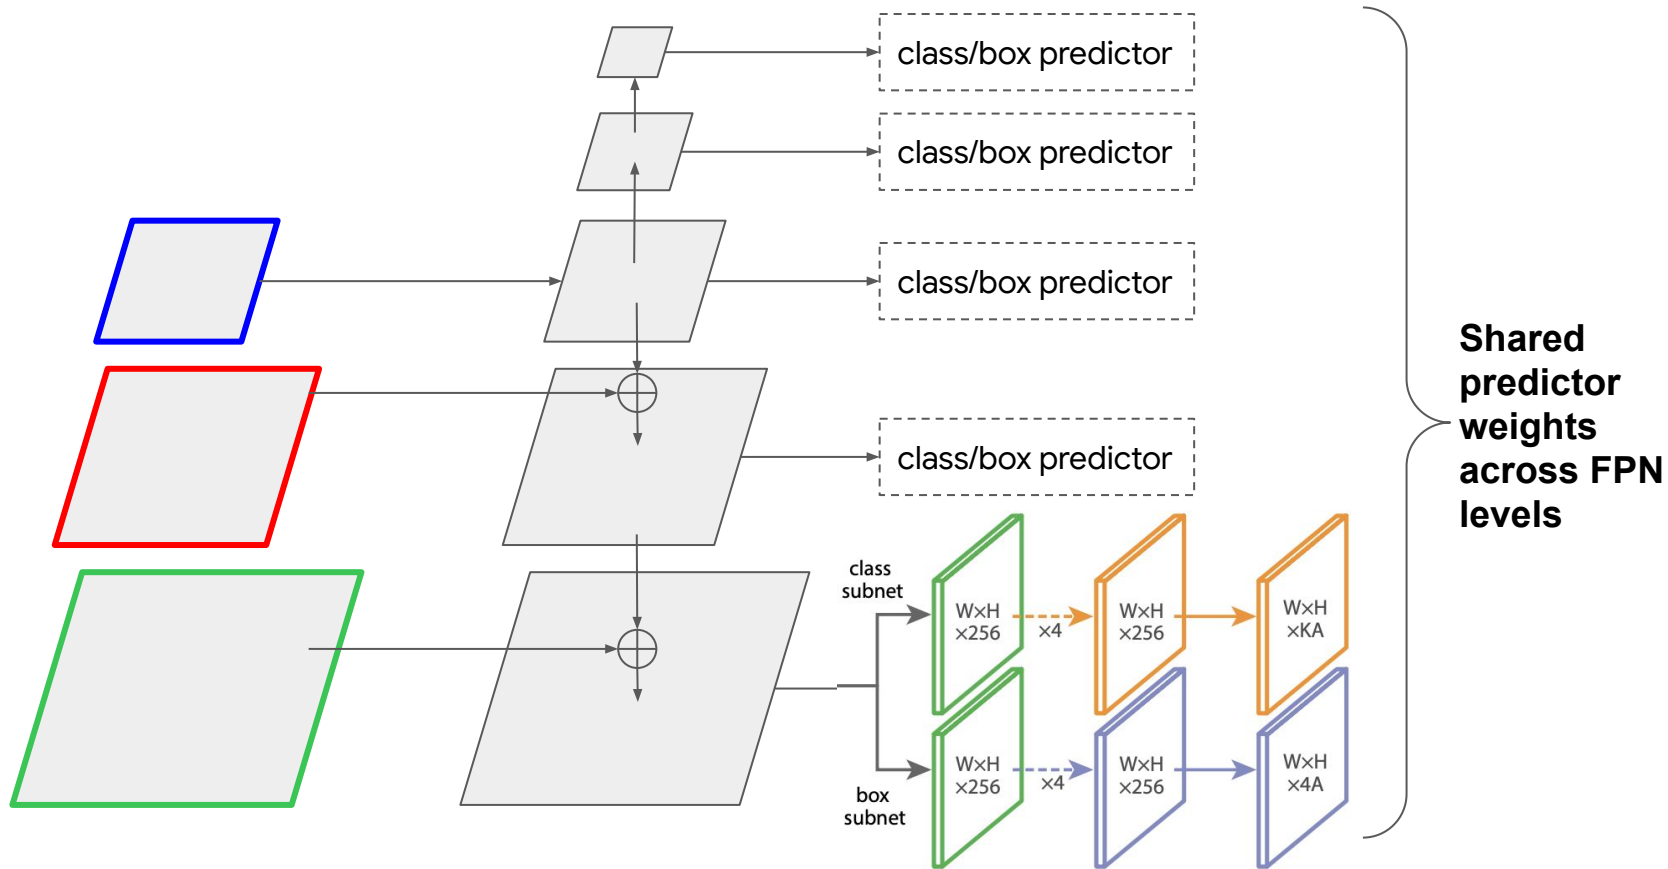 class/box predictor
class/box predictor
class/box predictor
class/box predictor
Shared
predictor
weights
across FPN
levels
class
subnet
W×H
×256
×4
W×H
×256
W×H
×KA
box
subnet
W×H
×256
×4
W×H
×256
W×H
×4A